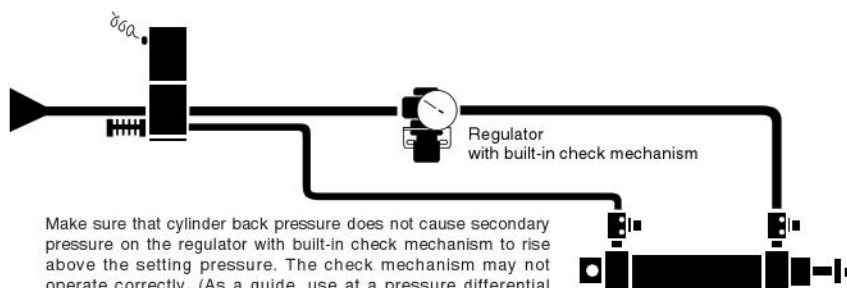 Regulator
with built-in check mechanism
Make sure that cylinder back pressure does not cause secondary
pressure on the regulator with built-in check mechanism to rise
above the setting pressure. The check mechanism may not
operate correctly. (As a guide, use at a pressure differential